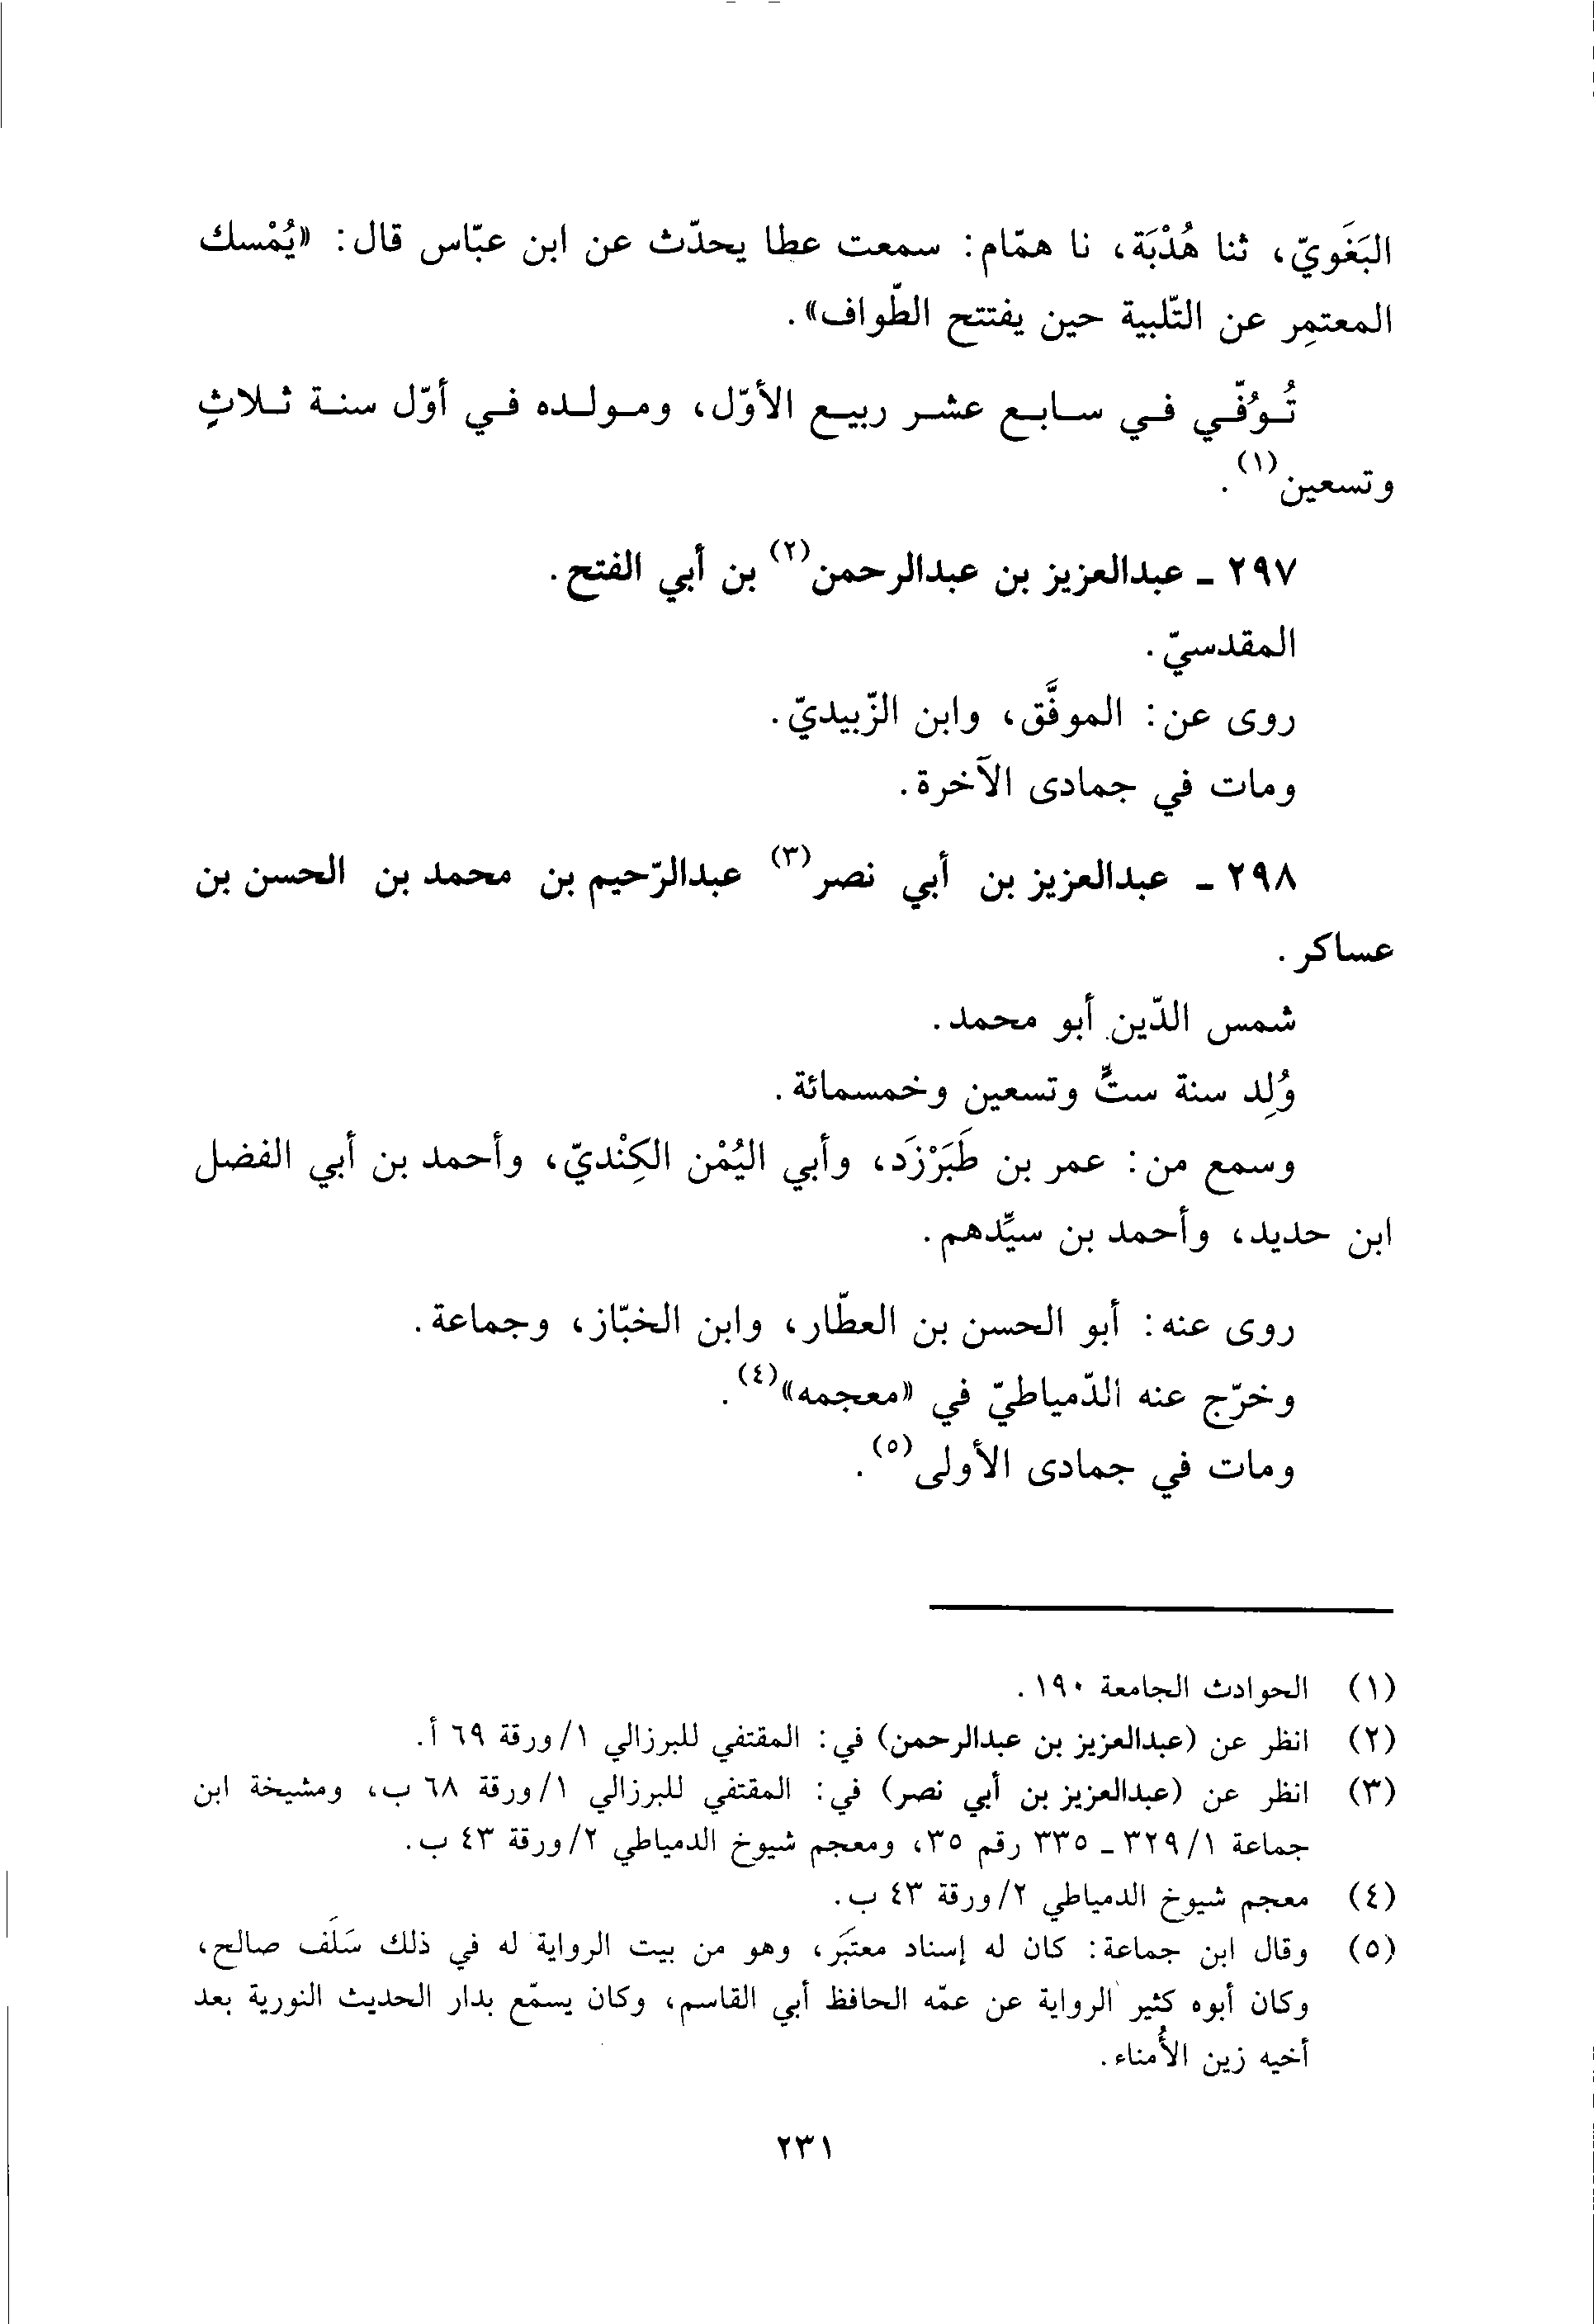 البَغَويّ، ثنا هُدْبَة، نا همّام: سمعت عطا يحدّث عن ابن عبّاس قال: «يُمْسك
المعتمِر عن التّلبية حين يفتتح الطّواف».
تُوُفّي في سابع عشر ربيع الأوّل، ومولده في أوّل سنة ثلاثٍ
وتسعين(١).
٢٩٧ ـ عبدالعزيز بن عبدالرحمن(٢) بن أبي الفتح.
المقدسيّ.
روى عن: الموفَّق، وابن الزّبيديّ.
ومات في جمادى الآخرة.
٢٩٨ ـ عبدالعزيز بن أبي نصر(٣) عبدالرّحيم بن محمد بن الحسن بن
عساكر.
شمس الدّين أبو محمد.
وُلِد سنة ستٍّ وتسعين وخمسمائة.
وسمع من: عمر بن طَبَرْزَد، وأبي اليُمْن الكِنْديّ، وأحمد بن أبي الفضل
ابن حديد، وأحمد بن سيِّدهم.
روى عنه: أبو الحسن بن العطّار، وابن الخبّاز، وجماعة.
وخرّج عنه الدّمياطيّ في «معجمه»(٤).
ومات في جمادى الأولى(٥).
(١) الحوادث الجامعة ١٩٠.
(٢) انظر عن (عبدالعزيز بن عبدالرحمن) في: المقتفي للبرزالي ١/ورقة ٦٩ أ.
(٣) انظر عن (عبدالعزيز بن أبي نصر) في: المقتفي للبرزالي ١/ورقة ٦٨ ب، ومشيخة ابن
جماعة ١/ ٣٢٩ ـ ٣٣٥ رقم ٣٥، ومعجم شيوخ الدمياطي ٢/ورقة ٤٣ ب.
(٤) معجم شيوخ الدمياطي ٢/ورقة ٤٣ ب.
(٥) وقال ابن جماعة: كان له إسناد معتبَر، وهو من بيت الرواية له في ذلك سَلَف صالح،
وكان أبوه كثير الرواية عن عمّه الحافظ أبي القاسم، وكان يسمّع بدار الحديث النورية بعد
أخيه زين الأُمناء.
٢٣١